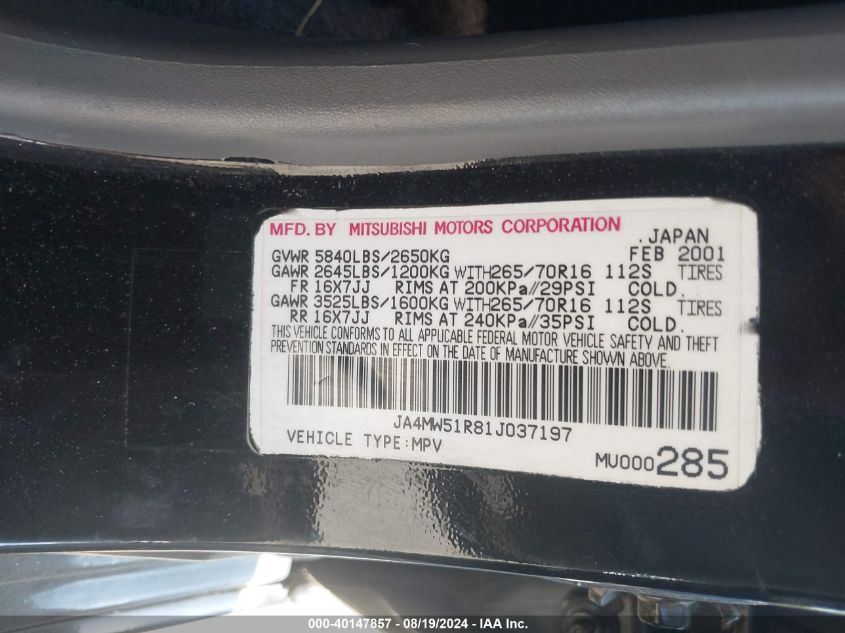 MFD. BY MITSUBISHI MOTORS CORPORATION
.JAPAN
GVWR 5840LBS/2650KG FEB 2001
GAWR 2645LBS/1200KG WITH265/70R16 112S TIRES
FR 16X7JJ RIMS AT 200KPa//29PSI COLD.
GAWR 3525LBS/1600KG WITH265/70R16 112S TIRES
RR 16X7JJ RIMS AT 240KPa//35PSI COLD.
THIS VEHICLE CONFORMS TO ALL APPLICABLE FEDERAL MOTOR VEHICLE SAFETY AND THEFT
PREVENTION STANDARDS IN EFFECT ON THE DATE OF MANUFACTURE SHOWN ABOVE.
JA4MW51R81J037197
VEHICLE TYPE:MPV
MU000285
000-40147857 - 08/19/2024 - IAA Inc.